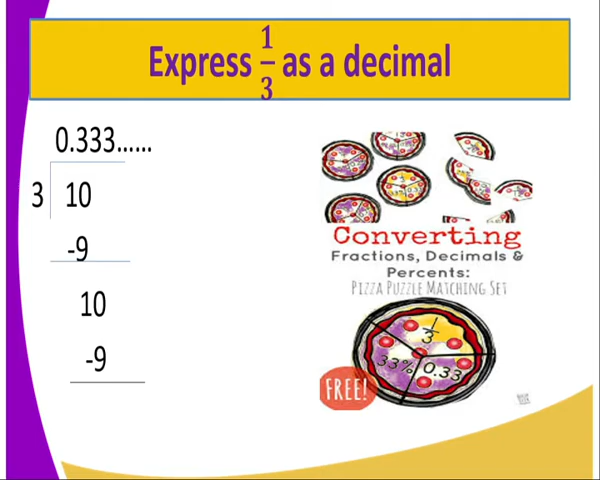 Express 1/3 as a decimal
0.333......
3 10
-9
10
-9
Converting
Fractions, Decimals &
Percents:
Pizza Puzzle Matching Set
1/3
33% 0.33
FREE!